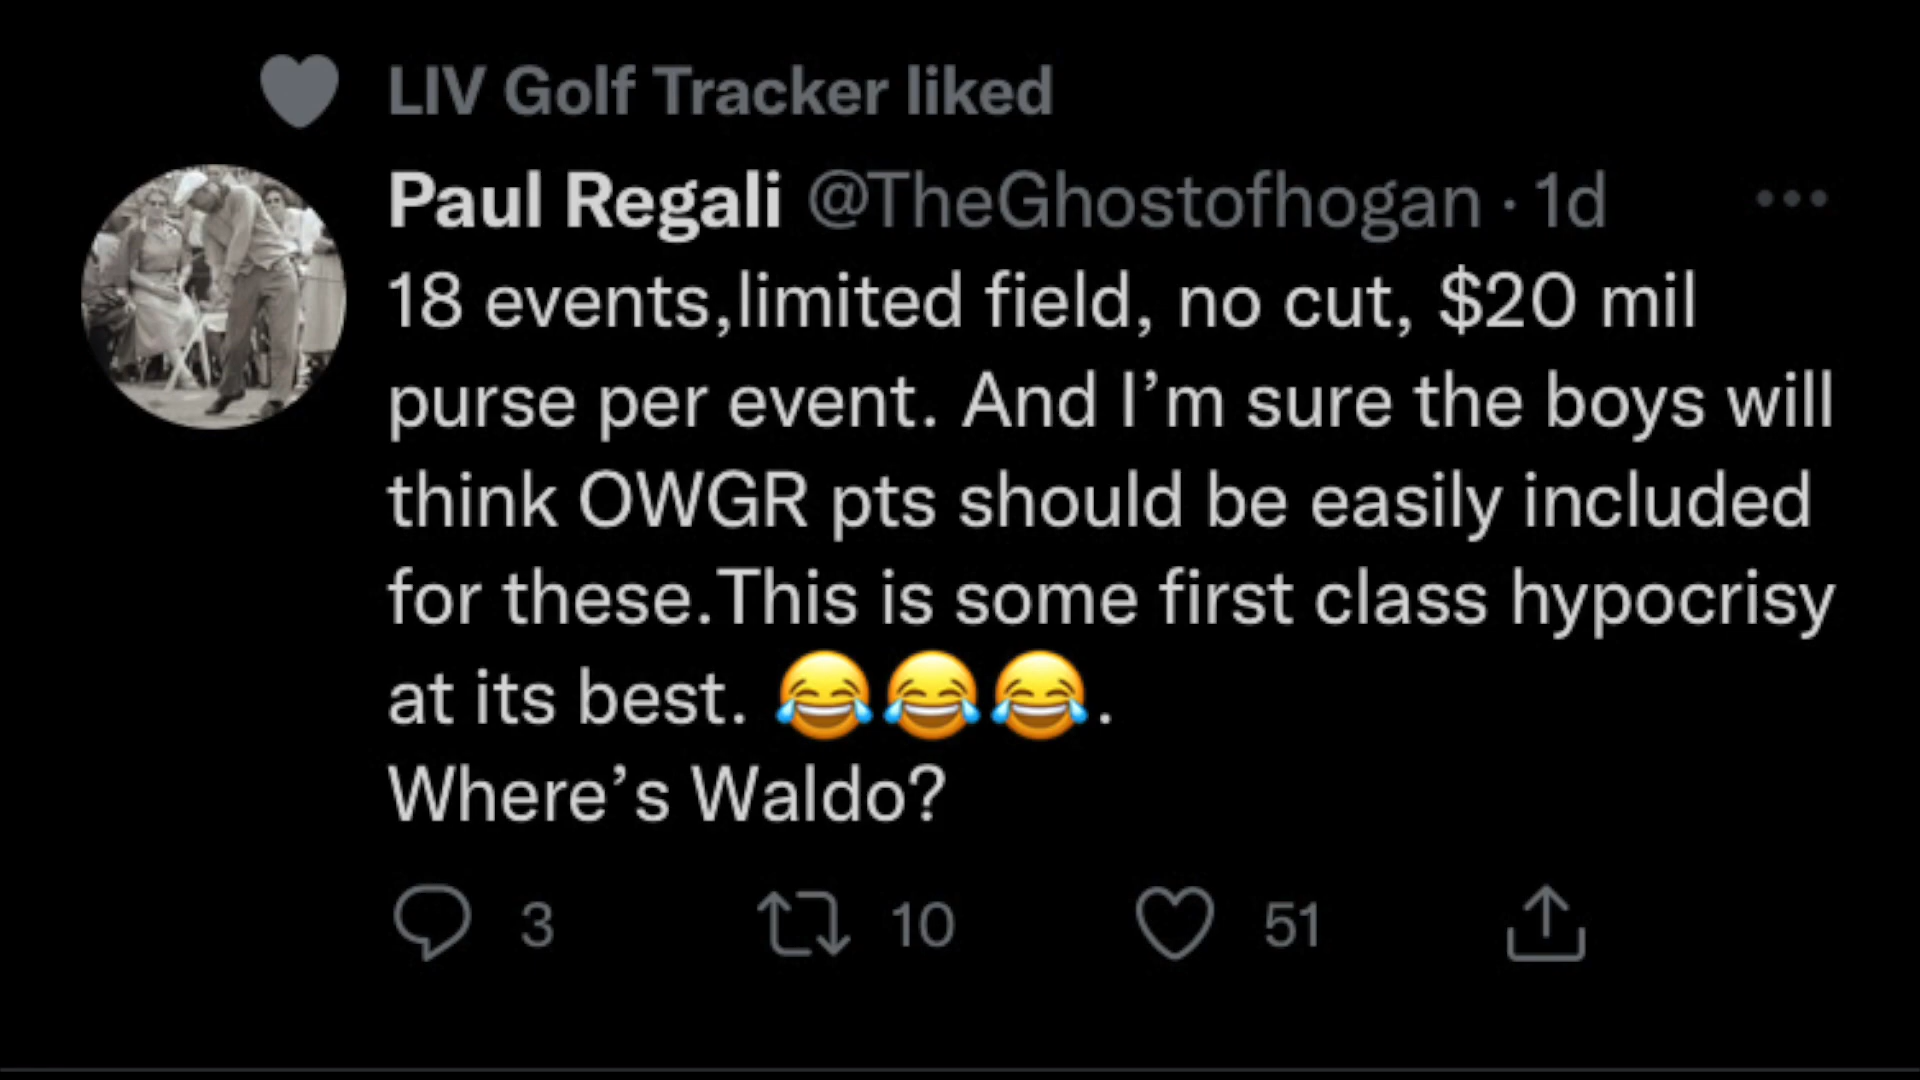 LIV Golf Tracker liked
Paul Regali @TheGhostofhogan · 1d
18 events,limited field, no cut, $20 mil
purse per event. And I’m sure the boys will
think OWGR pts should be easily included
for these.This is some first class hypocrisy
at its best. 😂😂😂.
Where’s Waldo?
3 10 51